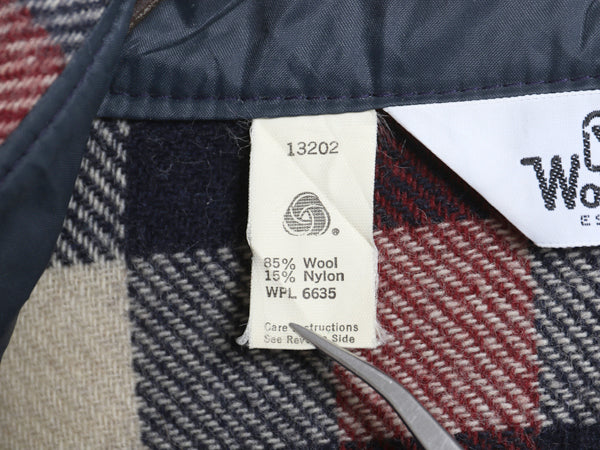 13202
®
85% Wool
15% Nylon
WPL 6635
Care Instructions
See Reverse Side